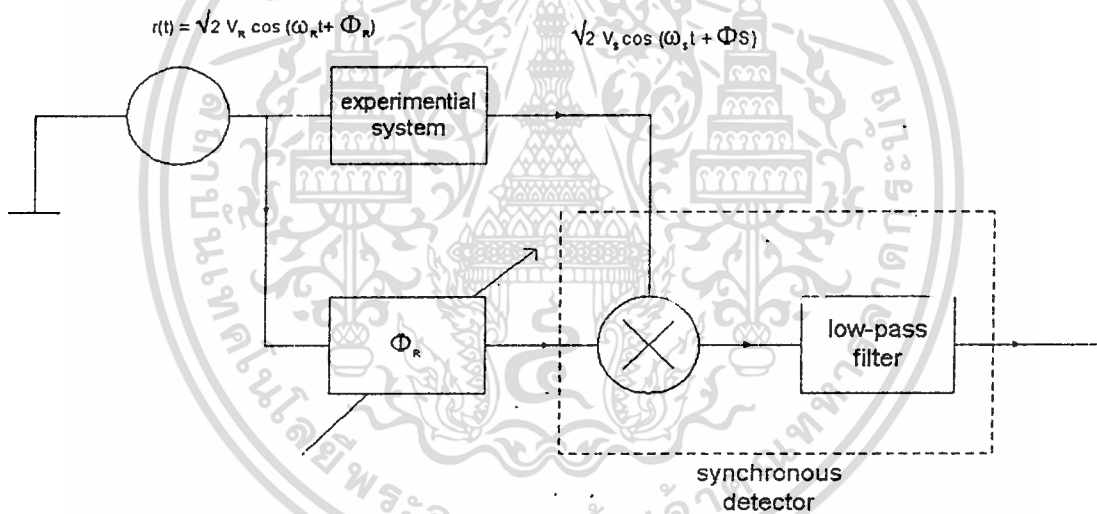 r(t) = √2 V_R cos (ω_R t + Φ_R)
√2 V_s cos (ω_s t + ΦS)
experimential
system
Φ_R
low-pass
filter
synchronous
detector